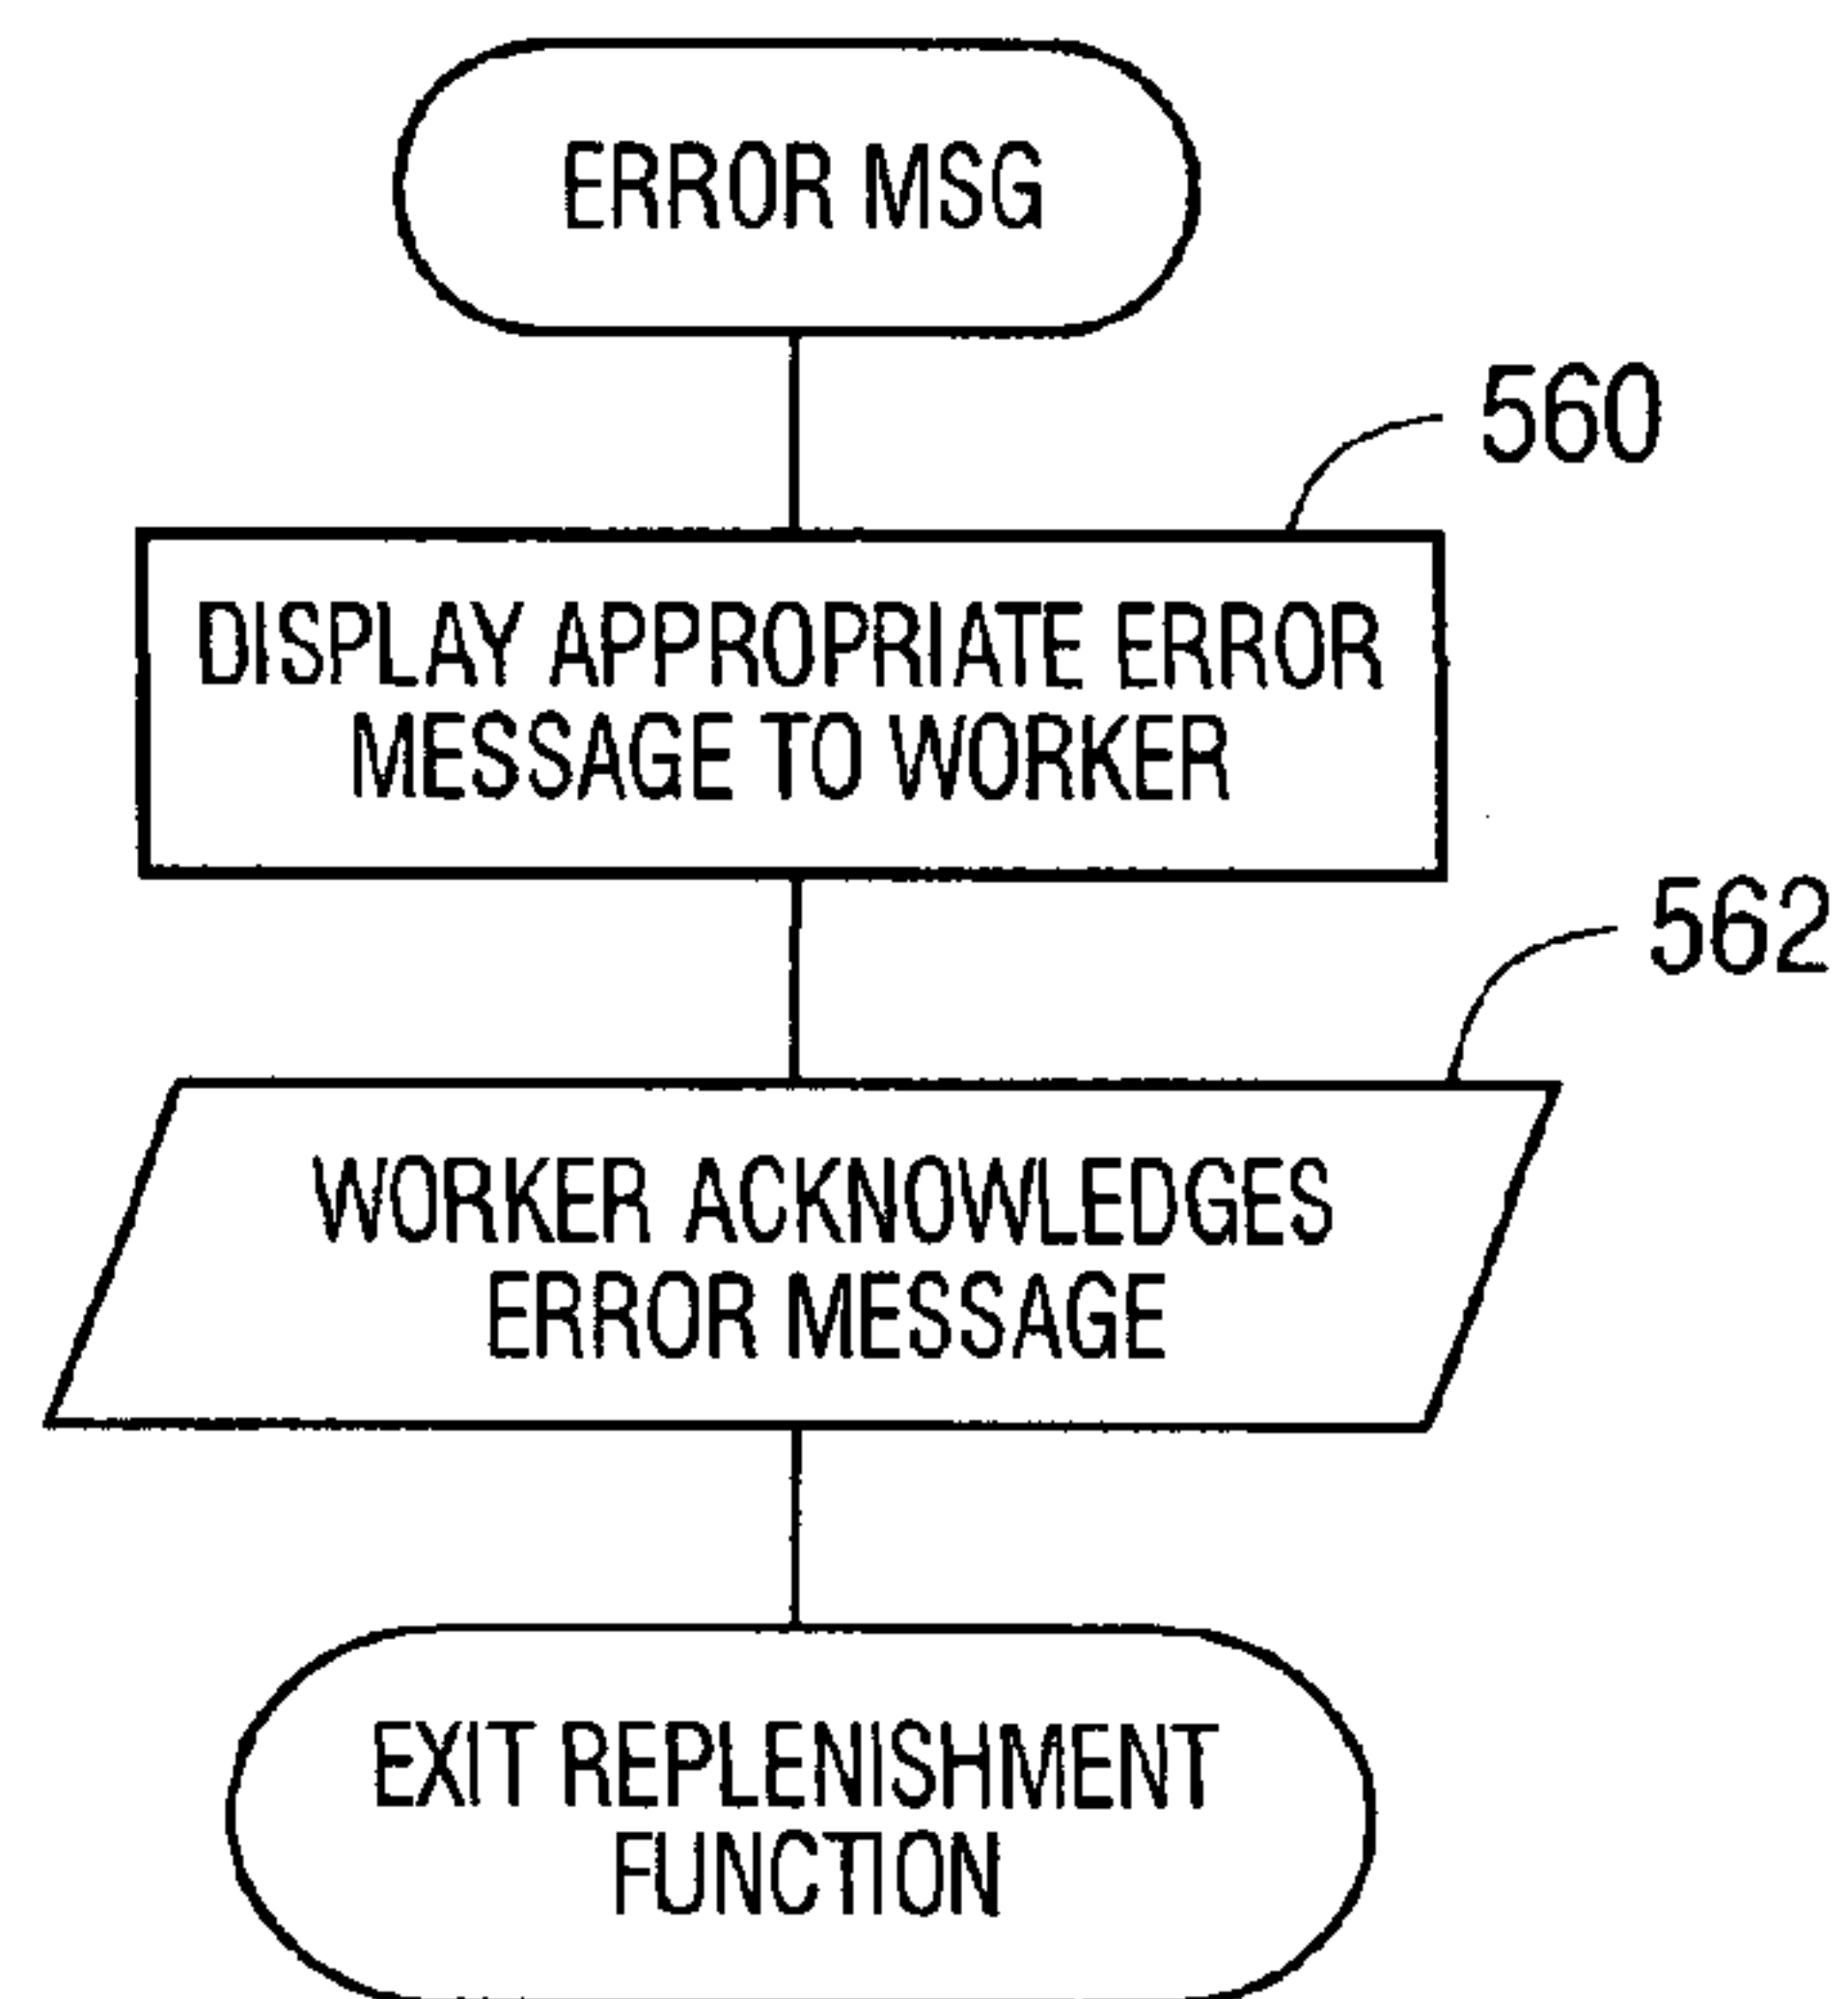 ERROR MSG
560
DISPLAY APPROPRIATE ERROR
MESSAGE TO WORKER
562
WORKER ACKNOWLEDGES
ERROR MESSAGE
EXIT REPLENISHMENT
FUNCTION